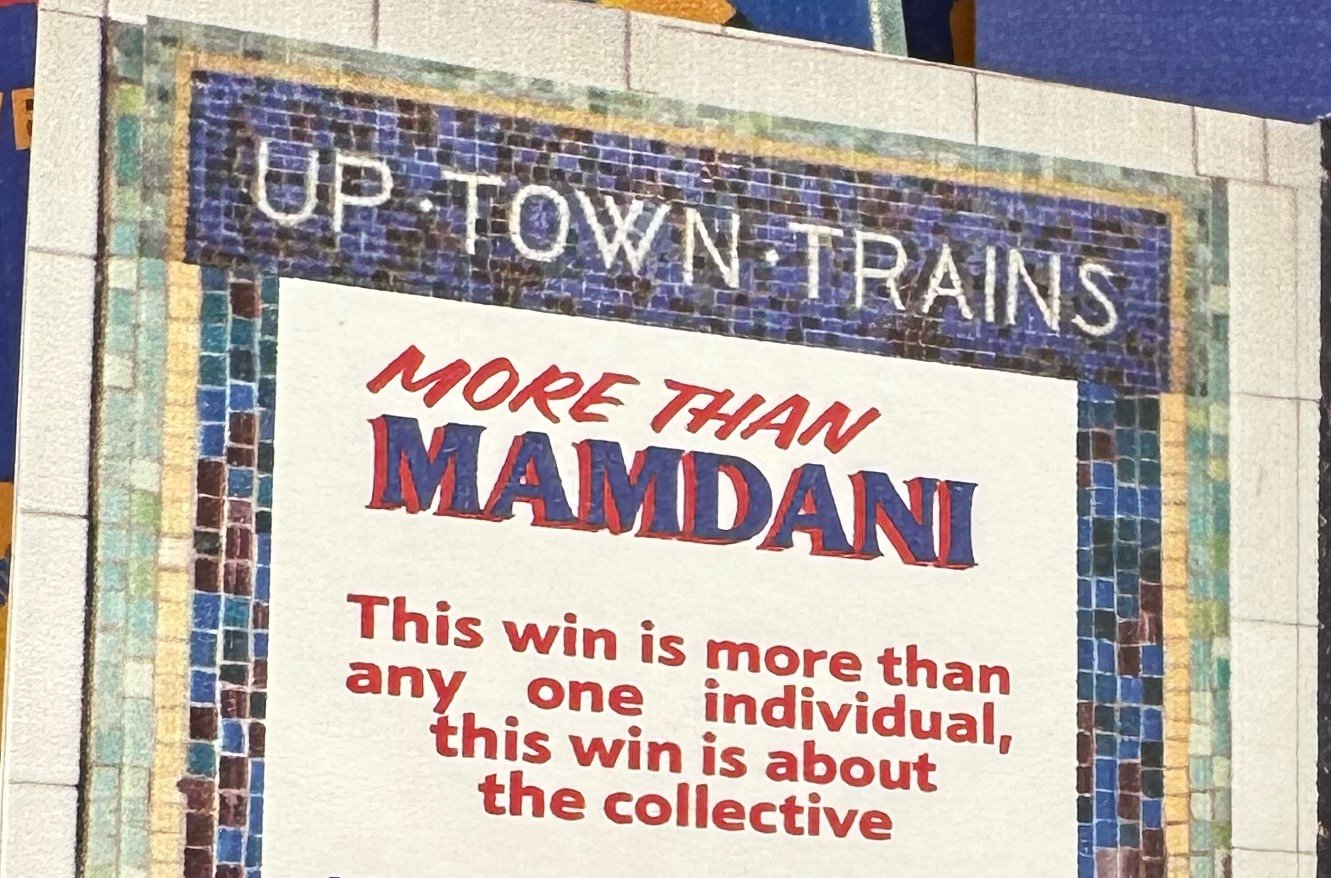 UP·TOWN·TRAINS
MORE THAN
MAMDANI
This win is more than
any one individual,
this win is about
the collective